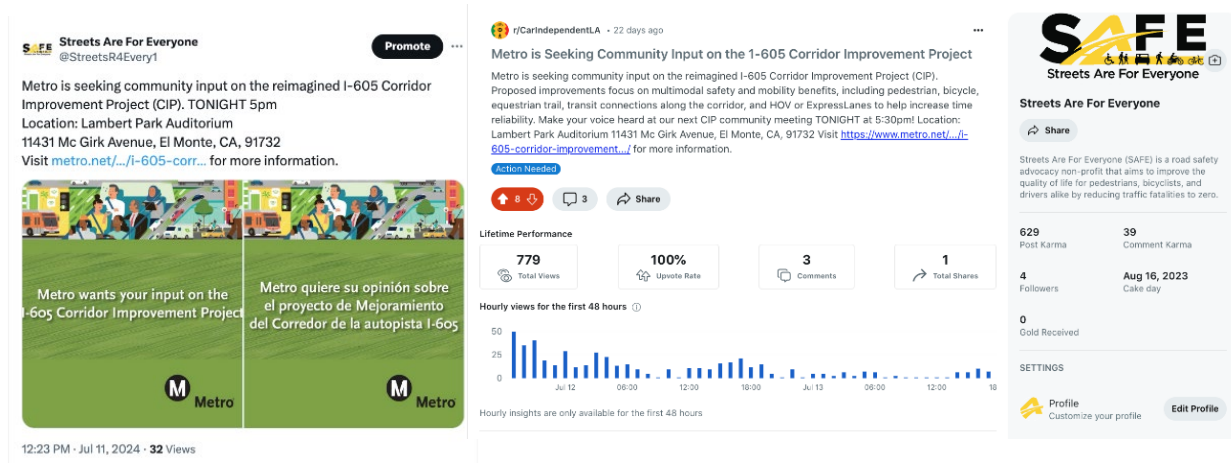 SAFE
Streets Are For Everyone
@StreetsR4Every1
Promote
Metro is seeking community input on the reimagined I-605 Corridor
Improvement Project (CIP). TONIGHT 5pm
Location: Lambert Park Auditorium
11431 Mc Girk Avenue, El Monte, CA, 91732
Visit metro.net/.../i-605-corr... for more information.
Metro wants your input on the
I-605 Corridor Improvement Project
M Metro
Metro quiere su opinión sobre
el proyecto de Mejoramiento
del Corredor de la autopista I-605
M Metro
12:23 PM · Jul 11, 2024 · 32 Views
r/CarIndependentLA • 22 days ago
Metro is Seeking Community Input on the 1-605 Corridor Improvement Project
Metro is seeking community input on the reimagined I-605 Corridor Improvement Project (CIP).
Proposed improvements focus on multimodal safety and mobility benefits, including pedestrian, bicycle,
equestrian trail, transit connections along the corridor, and HOV or ExpressLanes to help increase time
reliability. Make your voice heard at our next CIP community meeting TONIGHT at 5:30pm! Location:
Lambert Park Auditorium 11431 Mc Girk Avenue, El Monte, CA, 91732 Visit https://www.metro.net/.../i-
605-corridor-improvement.../ for more information.
Action Needed
8
3
Share
Lifetime Performance
779
Total Views
100%
Upvote Rate
3
Comments
1
Total Shares
Hourly views for the first 48 hours
50
25
0
Jul 12
06:00
12:00
18:00
Jul 13
06:00
12:00
18
Hourly insights are only available for the first 48 hours
SAFE
Streets Are For Everyone
Streets Are For Everyone
Share
Streets Are For Everyone (SAFE) is a road safety
advocacy non-profit that aims to improve the
quality of life for pedestrians, bicyclists, and
drivers alike by reducing traffic fatalities to zero.
629
Post Karma
39
Comment Karma
4
Followers
Aug 16, 2023
Cake day
0
Gold Received
SETTINGS
Profile
Customize your profile
Edit Profile